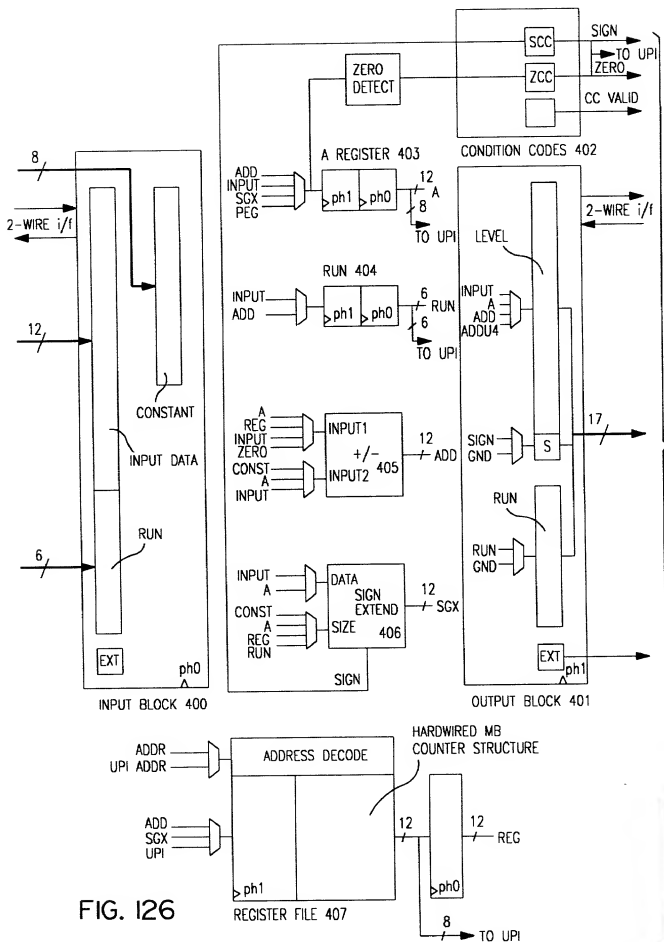 SCC
SIGN
TO UPI
ZCC
ZERO
CC VALID
CONDITION CODES 402
ZERO
DETECT
8
2-WIRE i/f
12
CONSTANT
INPUT DATA
RUN
6
EXT
ph0
INPUT BLOCK 400
A REGISTER 403
ADD
INPUT
SGX
PEG
ph1
ph0
12
A
8
TO UPI
RUN 404
INPUT
ADD
ph1
ph0
6
RUN
6
TO UPI
A
REG
INPUT
ZERO
CONST
A
INPUT
INPUT1
+/-
405
INPUT2
12
ADD
INPUT
A
CONST
A
REG
RUN
DATA
SIGN
EXTEND
SIZE
406
12
SGX
SIGN
2-WIRE i/f
LEVEL
INPUT
A
ADD
ADDU4
SIGN
GND
S
17
RUN
RUN
GND
EXT
ph1
OUTPUT BLOCK 401
HARDWIRED MB
COUNTER STRUCTURE
ADDR
UPI ADDR
ADDRESS DECODE
ADD
SGX
UPI
ph1
12
12
REG
ph0
REGISTER FILE 407
8
TO UPI
FIG. 126